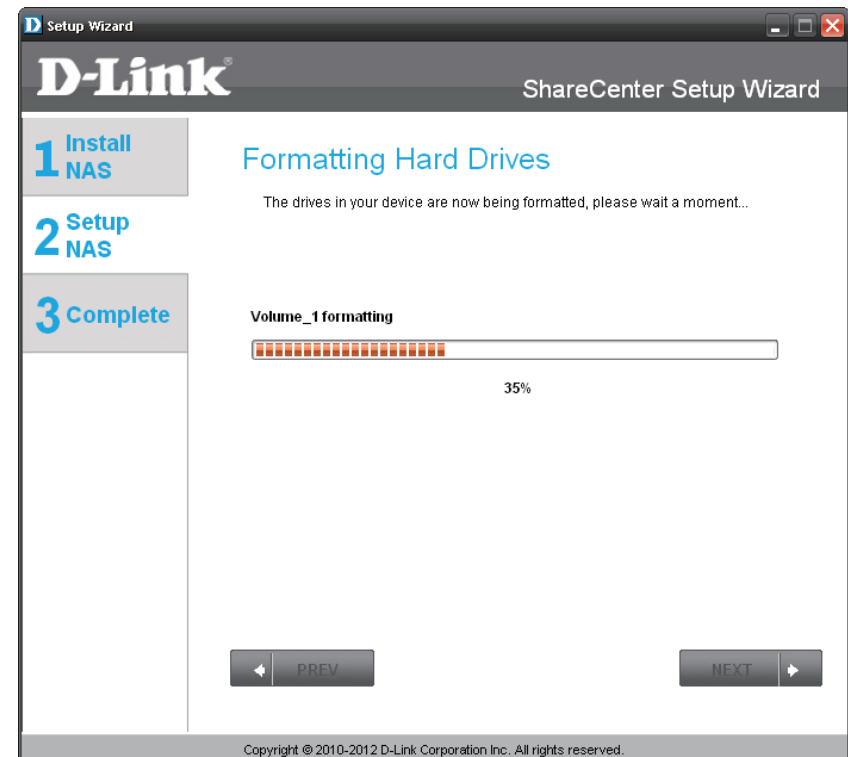 Setup Wizard
D-Link®
ShareCenter Setup Wizard
1 Install NAS
2 Setup NAS
3 Complete
Formatting Hard Drives
The drives in your device are now being formatted, please wait a moment...
Volume_1 formatting
35%
PREV
NEXT
Copyright © 2010-2012 D-Link Corporation Inc. All rights reserved.